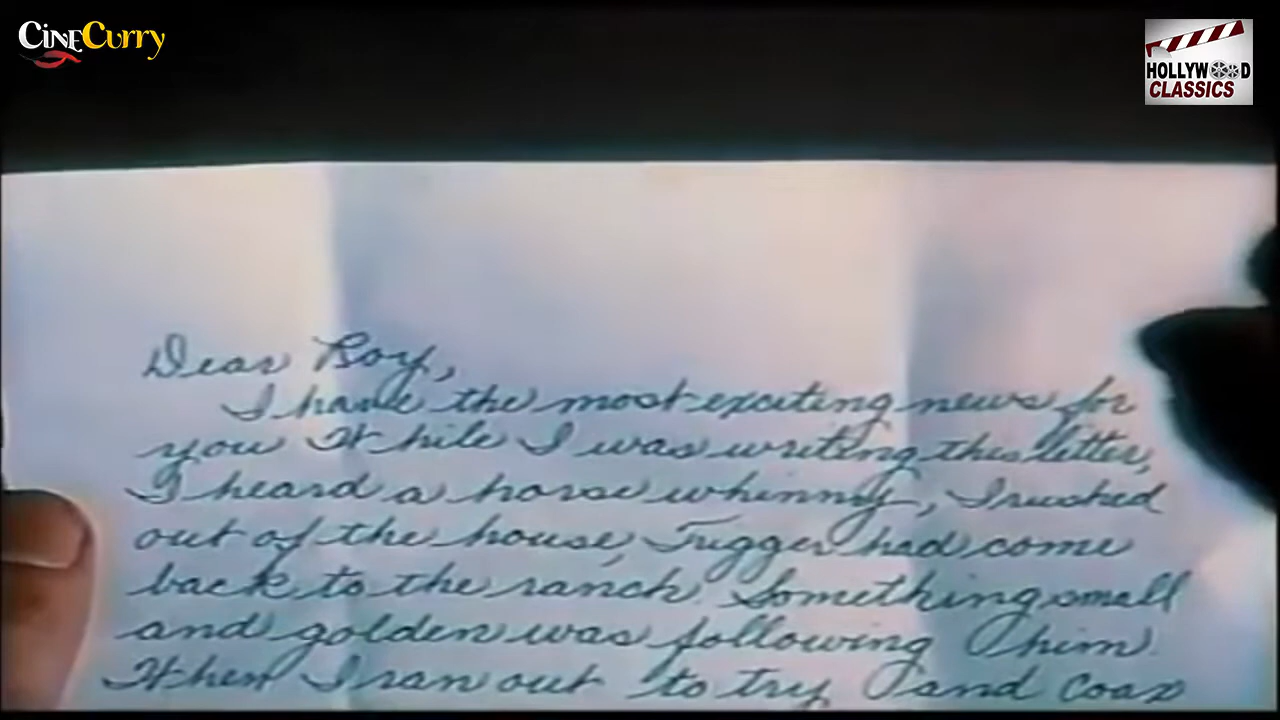 CineCurry
HOLLYWOOD
CLASSICS
Dear Roy,
I have the most exciting news for
you While I was writing this letter,
I heard a horse whinny, I rushed
out of the house, Trigger had come
back to the ranch. Something small
and golden was following him.
When I ran out to try and coax